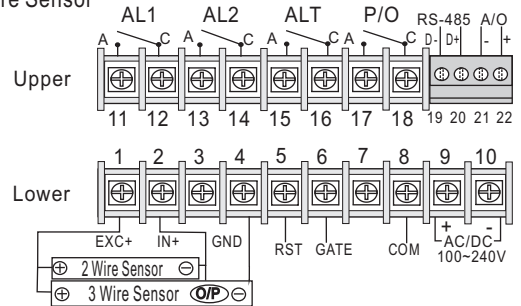 Wire Sensor
AL1 AL2 ALT P/O RS-485 A/O
A C A C A C A C D- D+ - +
Upper
11 12 13 14 15 16 17 18 19 20 21 22
1 2 3 4 5 6 7 8 9 10
Lower
+ -
EXC+ IN+ GND RST GATE COM AC/DC
100~240V
⊕ 2 Wire Sensor ⊖
⊕ 3 Wire Sensor O/P ⊖